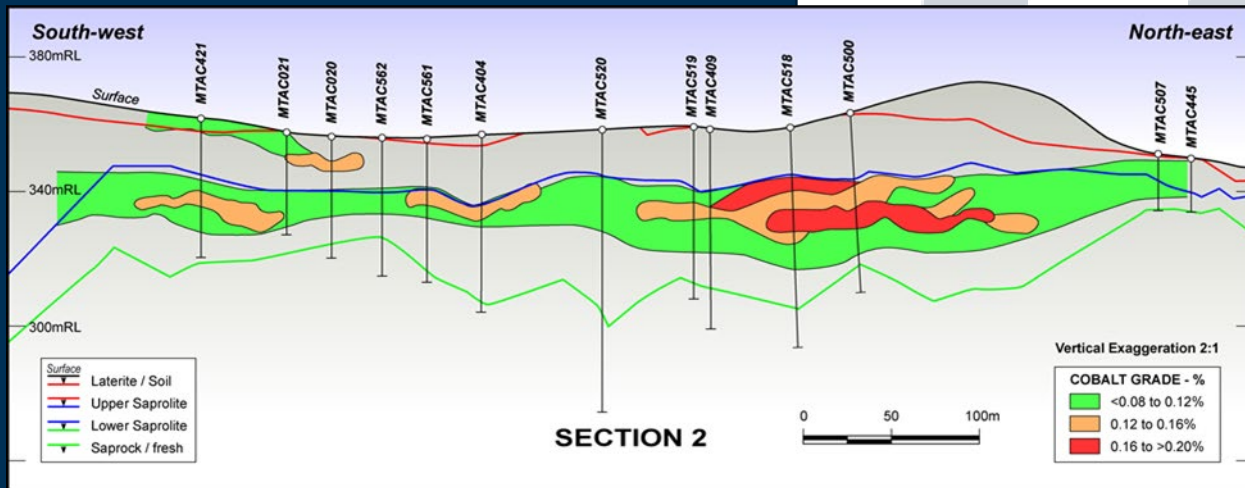 South-west
North-east
380mRL
Surface
MTAC421
MTAC021
MTAC020
MTAC562
MTAC561
MTAC404
MTAC520
MTAC519
MTAC409
MTAC518
MTAC500
MTAC507
MTAC445
340mRL
300mRL
Surface
Laterite / Soil
Upper Saprolite
Lower Saprolite
Saprock / fresh
SECTION 2
0 50 100m
Vertical Exaggeration 2:1
COBALT GRADE - %
<0.08 to 0.12%
0.12 to 0.16%
0.16 to >0.20%